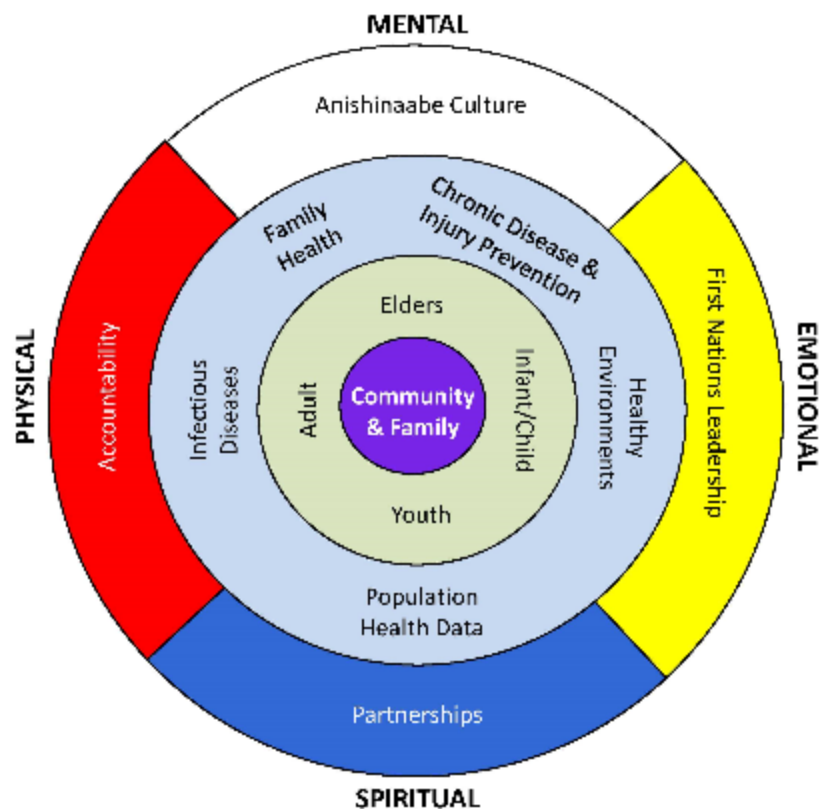 MENTAL
Anishinaabe Culture
Family
Health
Chronic Disease &
Injury Prevention
Elders
PHYSICAL
Accountability
Infectious
Diseases
Adult
Community
& Family
Infant/Child
Healthy
Environments
First Nations Leadership
EMOTIONAL
Youth
Population
Health Data
Partnerships
SPIRITUAL